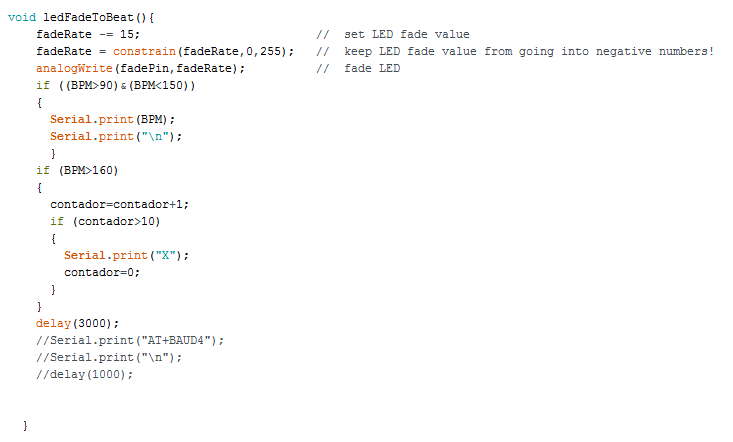 void ledFadeToBeat(){
    fadeRate -= 15;                         //  set LED fade value
    fadeRate = constrain(fadeRate,0,255);   //  keep LED fade value from going into negative numbers!
    analogWrite(fadePin,fadeRate);          //  fade LED
    if ((BPM>90)&(BPM<150))
    {
      Serial.print(BPM);
      Serial.print("\n");
      }
    if (BPM>160)
    {
      contador=contador+1;
      if (contador>10)
      {
        Serial.print("X");
        contador=0;
      }
    }
    delay(3000);
    //Serial.print("AT+BAUD4");
    //Serial.print("\n");
    //delay(1000);
  }